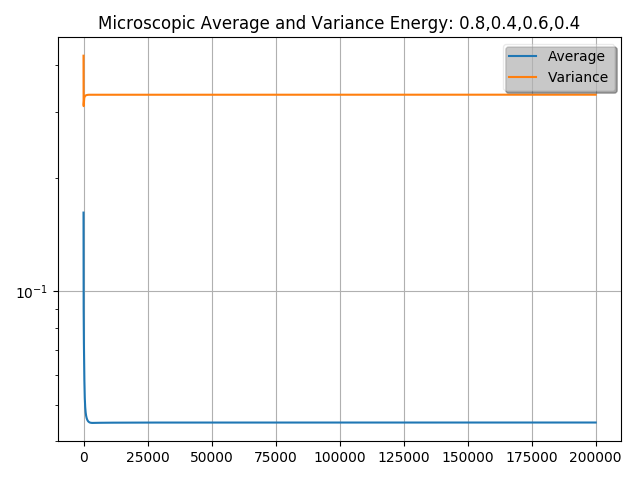 Microscopic Average and Variance Energy: 0.8,0.4,0.6,0.4
Average
Variance
10⁻¹
0 25000 50000 75000 100000 125000 150000 175000 200000